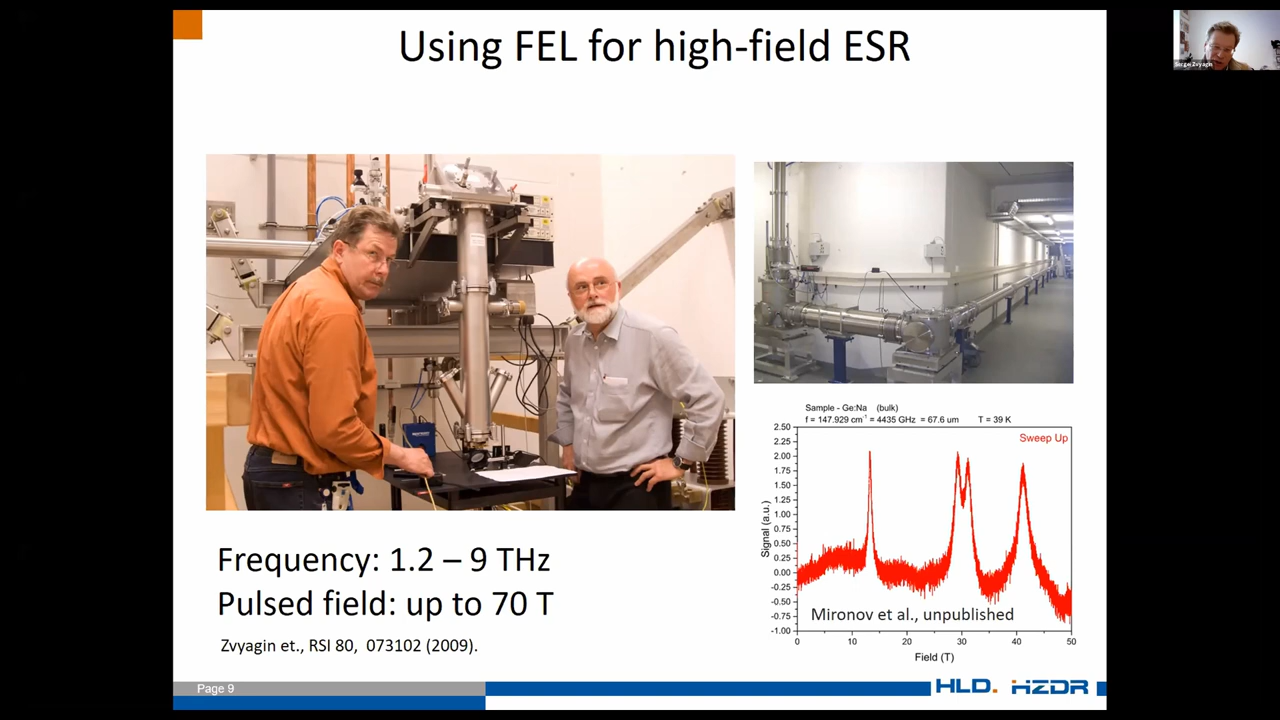 Using FEL for high-field ESR
Sergei Zvyagin
Sample - Ge:Na (bulk)
f = 147.929 cm⁻¹ = 4435 GHz = 67.6 um T = 39 K
Sweep Up
2.50
2.25
2.00
1.75
1.50
1.25
1.00
0.75
0.50
0.25
0.00
-0.25
-0.50
-0.75
-1.00
Signal (a.u.)
Mironov et al., unpublished
0 10 20 30 40 50
Field (T)
Frequency: 1.2 – 9 THz
Pulsed field: up to 70 T
Zvyagin et., RSI 80, 073102 (2009).
Page 9
HLD. HZDR